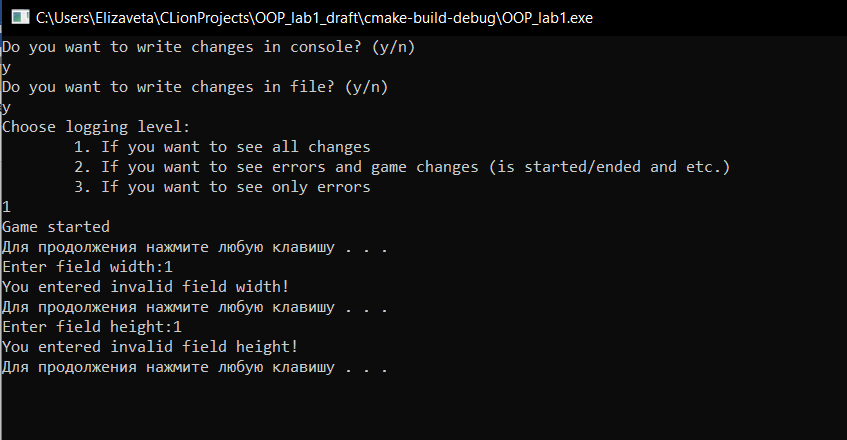 C:\Users\Elizaveta\CLionProjects\OOP_lab1_draft\cmake-build-debug\OOP_lab1.exe
Do you want to write changes in console? (y/n)
y
Do you want to write changes in file? (y/n)
y
Choose logging level:
1. If you want to see all changes
2. If you want to see errors and game changes (is started/ended and etc.)
3. If you want to see only errors
1
Game started
Для продолжения нажмите любую клавишу . . .
Enter field width:1
You entered invalid field width!
Для продолжения нажмите любую клавишу . . .
Enter field height:1
You entered invalid field height!
Для продолжения нажмите любую клавишу . . .